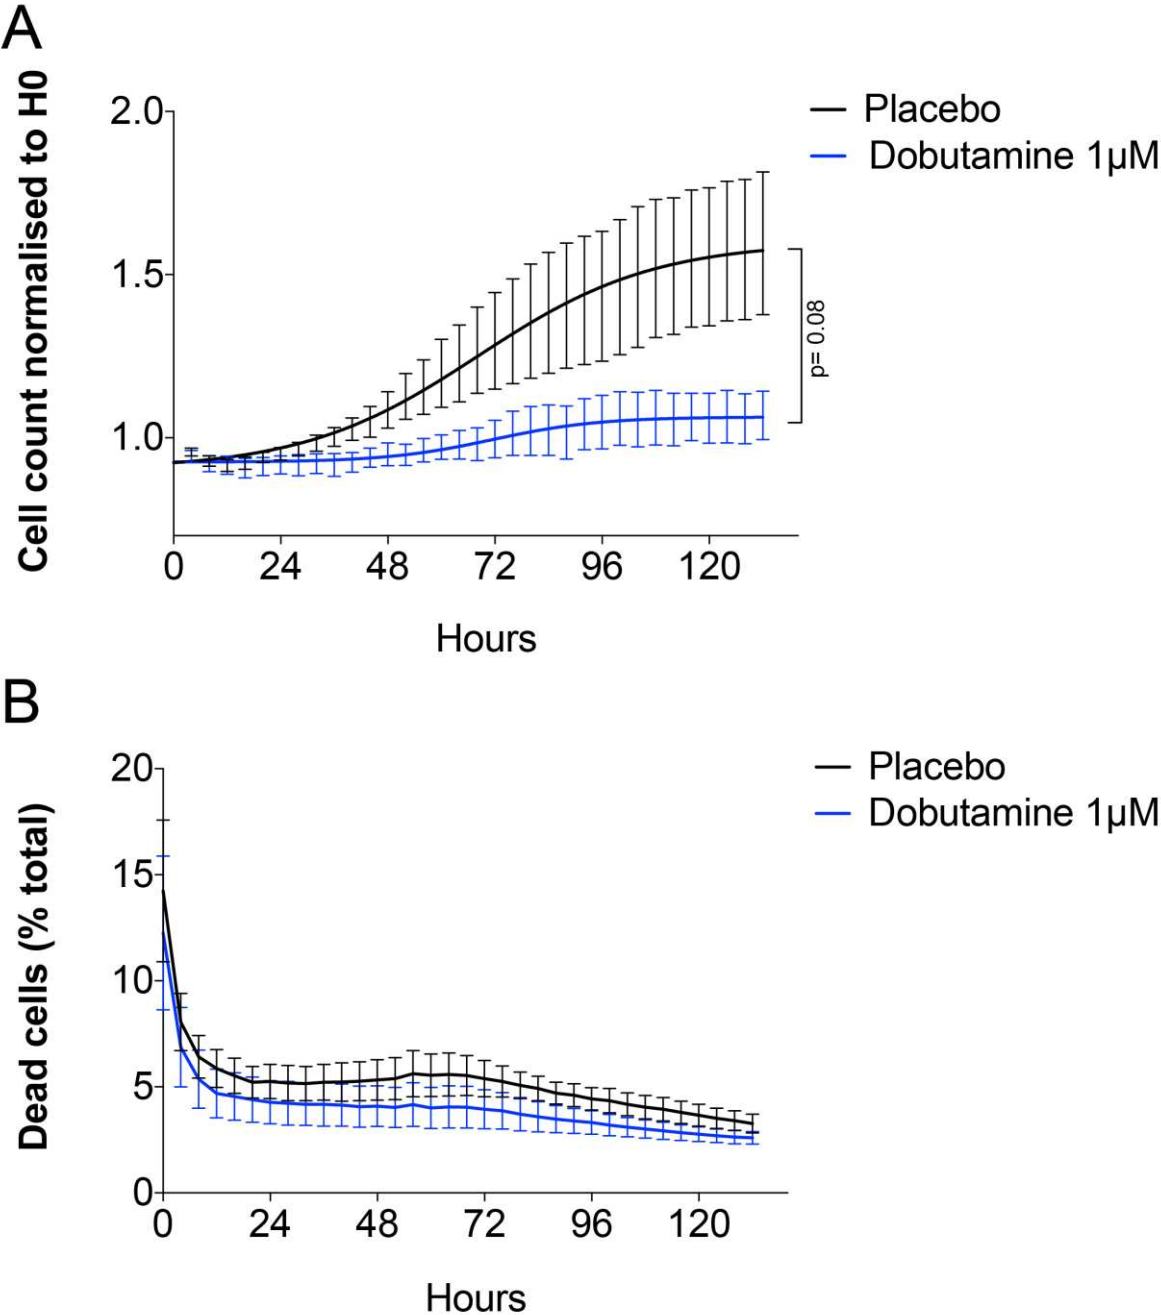 A
Cell count normalised to H0
2.0
1.5
1.0
0 24 48 72 96 120
Hours
Placebo
Dobutamine 1µM
p= 0.08
B
Dead cells (% total)
20
15
10
5
0
0 24 48 72 96 120
Hours
Placebo
Dobutamine 1µM